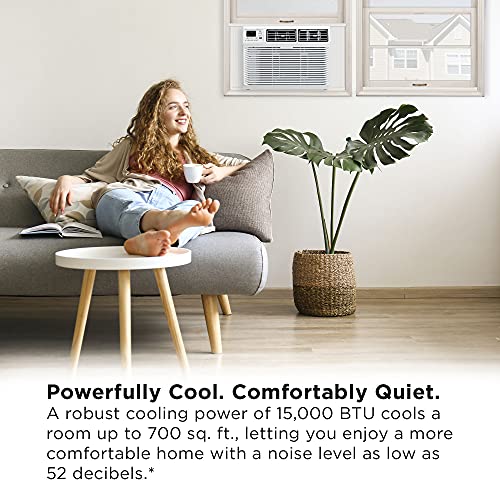 Powerfully Cool. Comfortably Quiet.
A robust cooling power of 15,000 BTU cools a
room up to 700 sq. ft., letting you enjoy a more
comfortable home with a noise level as low as
52 decibels.*